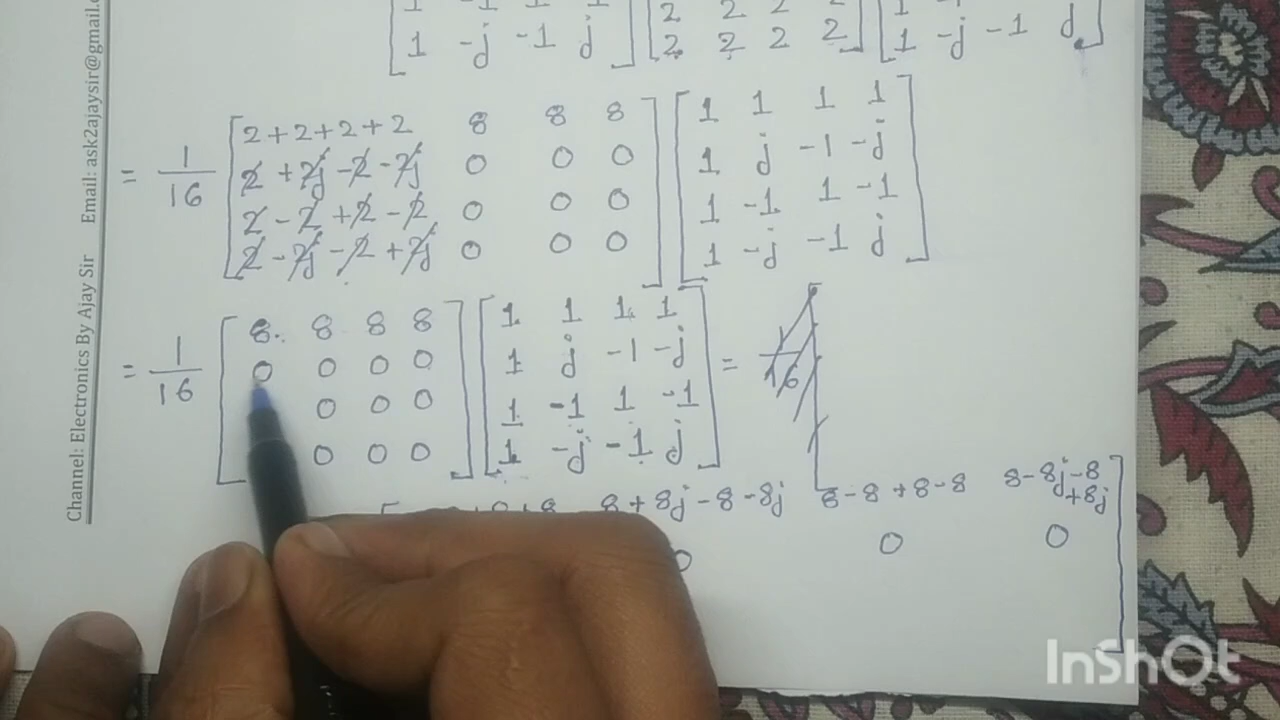 Channel: Electronics By Ajay Sir Email: ask2ajaysir@gmail.c
1 -j -1 j 2 2 2 2 1 -j -1 j
= 1/16 [ 2+2+2+2 8 8 8 ] [ 1 1 1 1 ]
2 +2j -2 -2j 0 0 0 1 j -1 -j
2 -2 +2 -2 0 0 0 1 -1 1 -1
2 -2j -2 +2j 0 0 0 1 -j -1 j
= 1/16 [ 8 8 8 8 ] [ 1 1 1 1 ] =
0 0 0 0 1 j -1 -j
0 0 0 1 -1 1 -1
0 0 0 1 -j -1 j
+8 8+8j-8-8j 8-8+8-8 8-8j-8+8j
0 0 0
InShOt